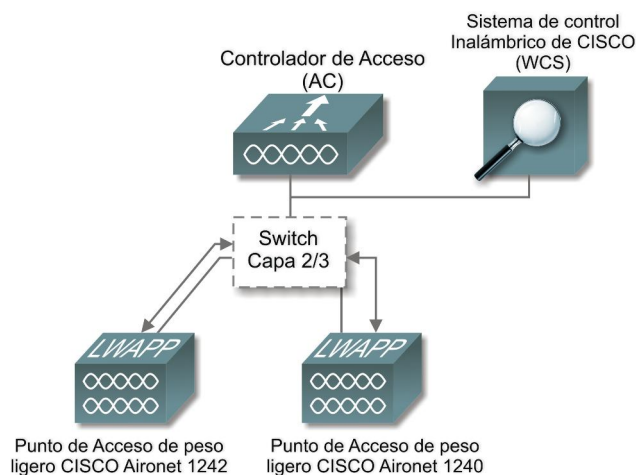 Sistema de control
Inalámbrico de CISCO
(WCS)
Controlador de Acceso
(AC)
Switch
Capa 2/3
LWAPP
LWAPP
Punto de Acceso de peso
ligero CISCO Aironet 1242
Punto de Acceso de peso
ligero CISCO Aironet 1240